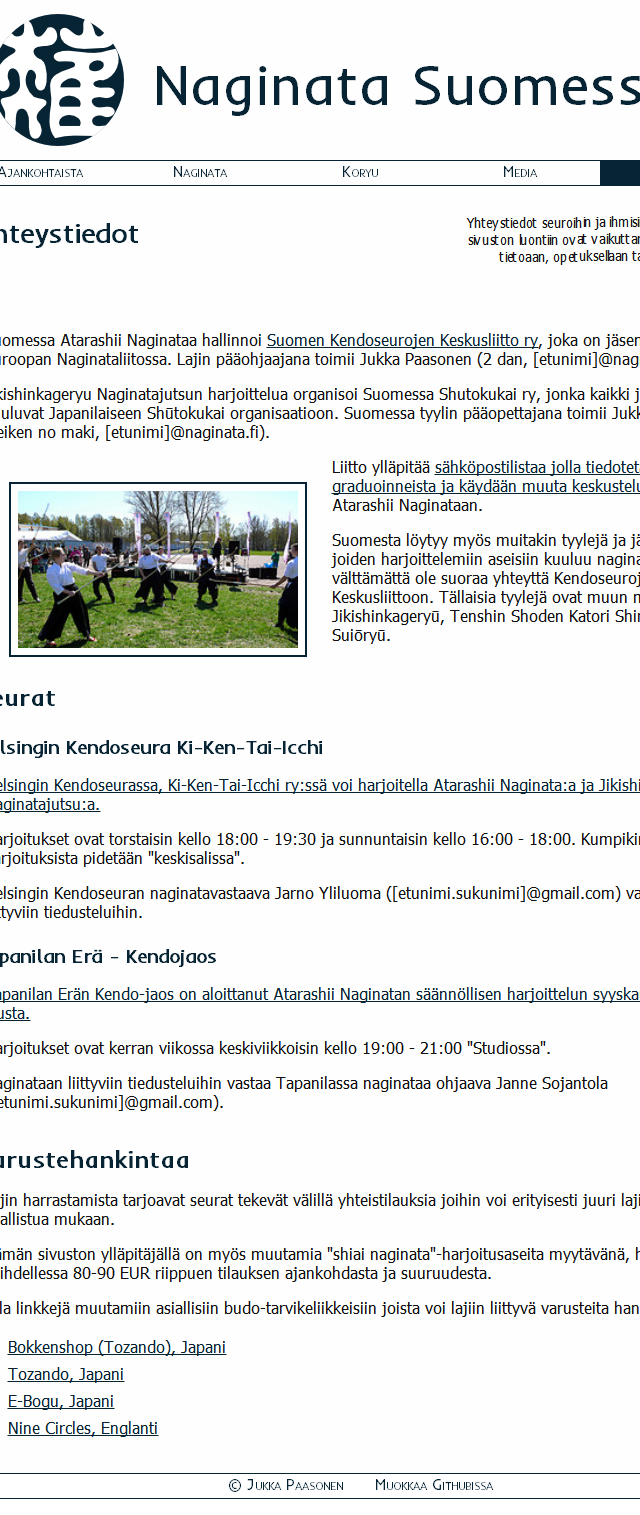 Naginata Suomess
Ajankohtaista Naginata Koryu Media
hteystiedot
Yhteystiedot seuroihin ja ihmisi
sivuston luontiin ovat vaikuttan
tietoaan, opetuksellaan ta
uomessa Atarashii Naginataa hallinnoi Suomen Kendoseurojen Keskusliitto ry, joka on jäsen
uroopan Naginataliitossa. Lajin pääohjaajana toimii Jukka Paasonen (2 dan, [etunimi]@nag
kishinkageryu Naginatajutsun harjoittelua organisoi Suomessa Shutokukai ry, jonka kaikki j
uluvat Japanilaiseen Shūtokukai organisaatioon. Suomessa tyylin pääopettajana toimii Jukk
eiken no maki, [etunimi]@naginata.fi).
Liitto ylläpitää sähköpostilistaa jolla tiedotet
graduoinneista ja käydään muuta keskustelu
Atarashii Naginataan.
Suomesta löytyy myös muitakin tyylejä ja jä
joiden harjoittelemiin aseisiin kuuluu nagina
välttämättä ole suoraa yhteyttä Kendoseuroj
Keskusliittoon. Tällaisia tyylejä ovat muun m
Jikishinkageryū, Tenshin Shoden Katori Shin
Suiōryū.
eurat
lsingin Kendoseura Ki-Ken-Tai-Icchi
elsingin Kendoseurassa, Ki-Ken-Tai-Icchi ry:ssä voi harjoitella Atarashii Naginata:a ja Jikishi
aginatajutsu:a.
arjoitukset ovat torstaisin kello 18:00 - 19:30 ja sunnuntaisin kello 16:00 - 18:00. Kumpikin
arjoituksista pidetään "keskisalissa".
elsingin Kendoseuran naginatavastaava Jarno Yliluoma ([etunimi.sukunimi]@gmail.com) va
ttyviin tiedusteluihin.
panilan Erä - Kendojaos
apanilan Erän Kendo-jaos on aloittanut Atarashii Naginatan säännöllisen harjoittelun syyska
usta.
arjoitukset ovat kerran viikossa keskiviikkoisin kello 19:00 - 21:00 "Studiossa".
aginataan liittyviin tiedusteluihin vastaa Tapanilassa naginataa ohjaava Janne Sojantola
etunimi.sukunimi]@gmail.com).
arustehankintaa
jin harrastamista tarjoavat seurat tekevät välillä yhteistilauksia joihin voi erityisesti juuri laji
allistua mukaan.
ämän sivuston ylläpitäjällä on myös muutamia "shiai naginata"-harjoitusaseita myytävänä, h
ihdellessa 80-90 EUR riippuen tilauksen ajankohdasta ja suuruudesta.
la linkkejä muutamiin asiallisiin budo-tarvikeliikkeisiin joista voi lajiin liittyvä varusteita han
Bokkenshop (Tozando), Japani
Tozando, Japani
E-Bogu, Japani
Nine Circles, Englanti
© Jukka Paasonen Muokkaa Githubissa